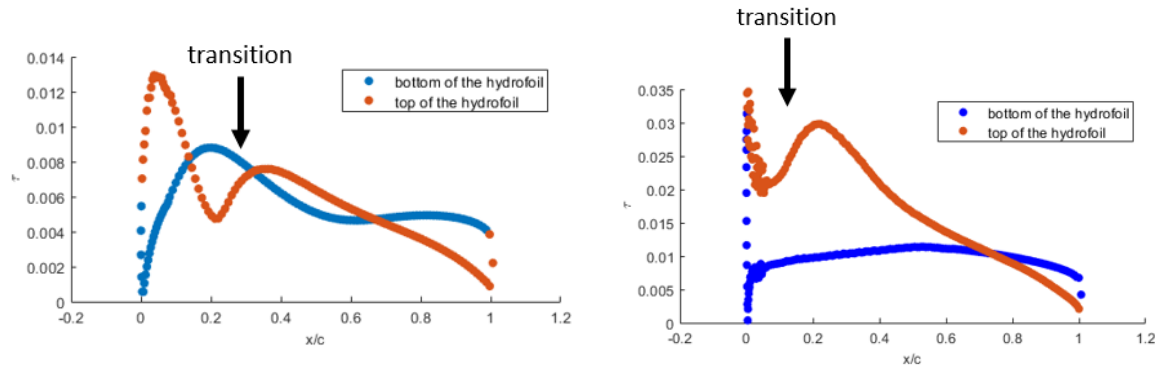 transition
0.014
0.012
0.01
0.008
0.006
0.004
0.002
0
τ
-0.2 0 0.2 0.4 0.6 0.8 1 1.2
x/c
bottom of the hydrofoil
top of the hydrofoil
transition
0.035
0.03
0.025
0.02
0.015
0.01
0.005
0
τ
-0.2 0 0.2 0.4 0.6 0.8 1 1.2
x/c
bottom of the hydrofoil
top of the hydrofoil